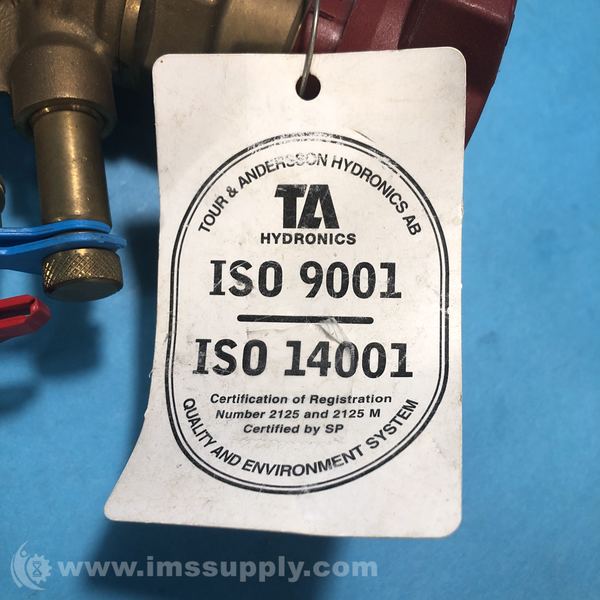 TOUR & ANDERSSON HYDRONICS AB
TA
HYDRONICS
ISO 9001
ISO 14001
Certification of Registration
Number 2125 and 2125 M
Certified by SP
QUALITY AND ENVIRONMENT SYSTEM
www.imssupply.com/